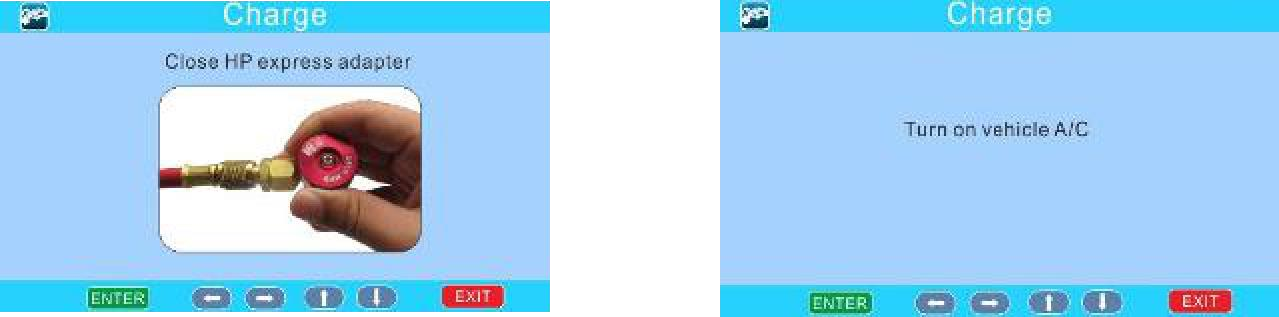 Charge
Close HP express adapter
ENTER
EXIT
Charge
Turn on vehicle A/C
ENTER
EXIT